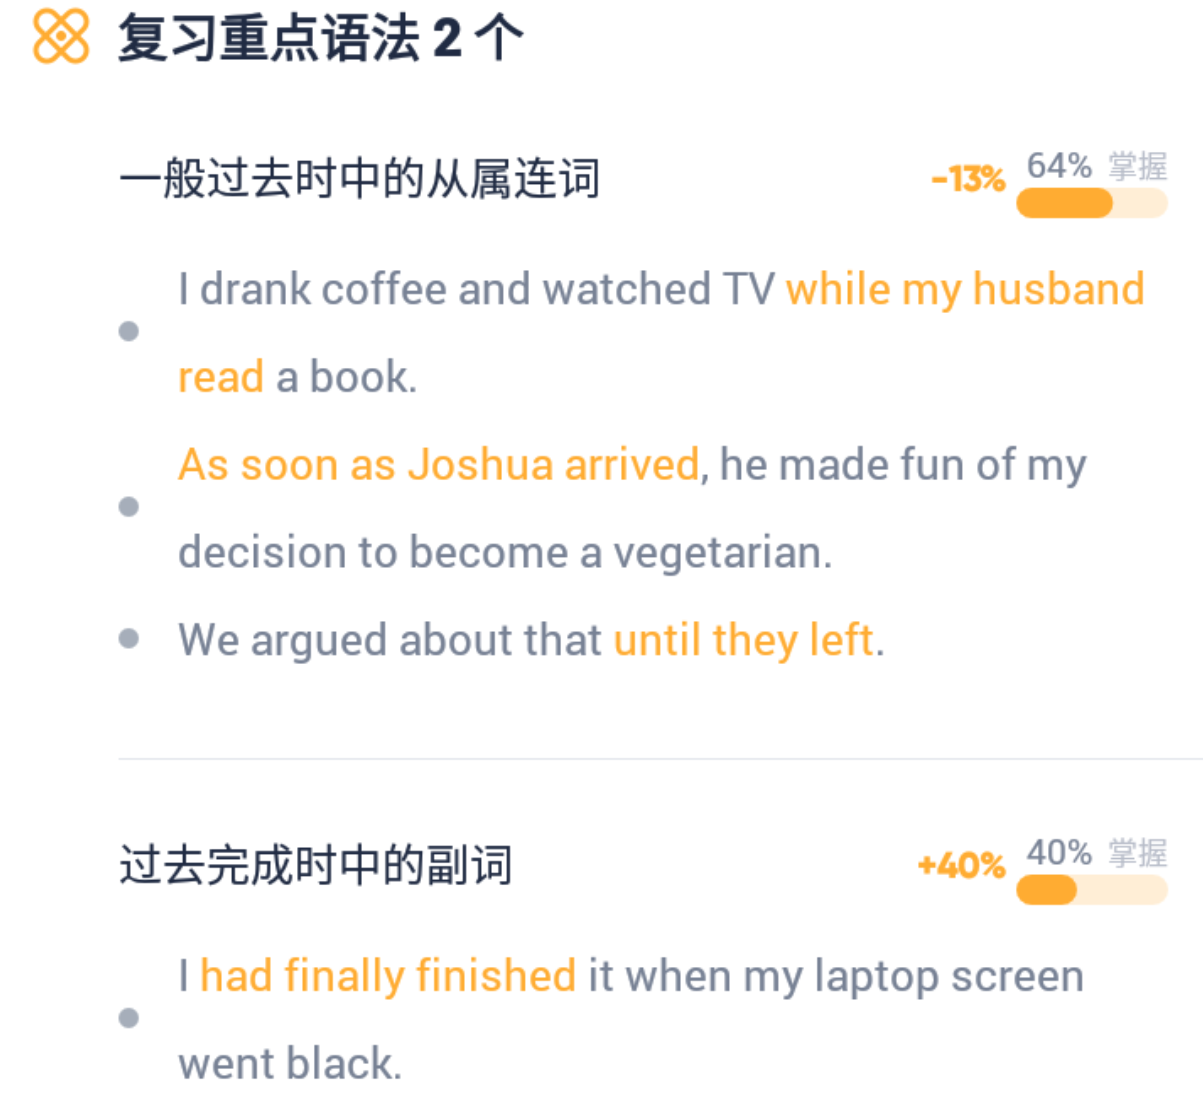 复习重点语法 2 个
一般过去时中的从属连词
-13% 64% 掌握
I drank coffee and watched TV while my husband
read a book.
As soon as Joshua arrived, he made fun of my
decision to become a vegetarian.
We argued about that until they left.
过去完成时中的副词
+40% 40% 掌握
I had finally finished it when my laptop screen
went black.